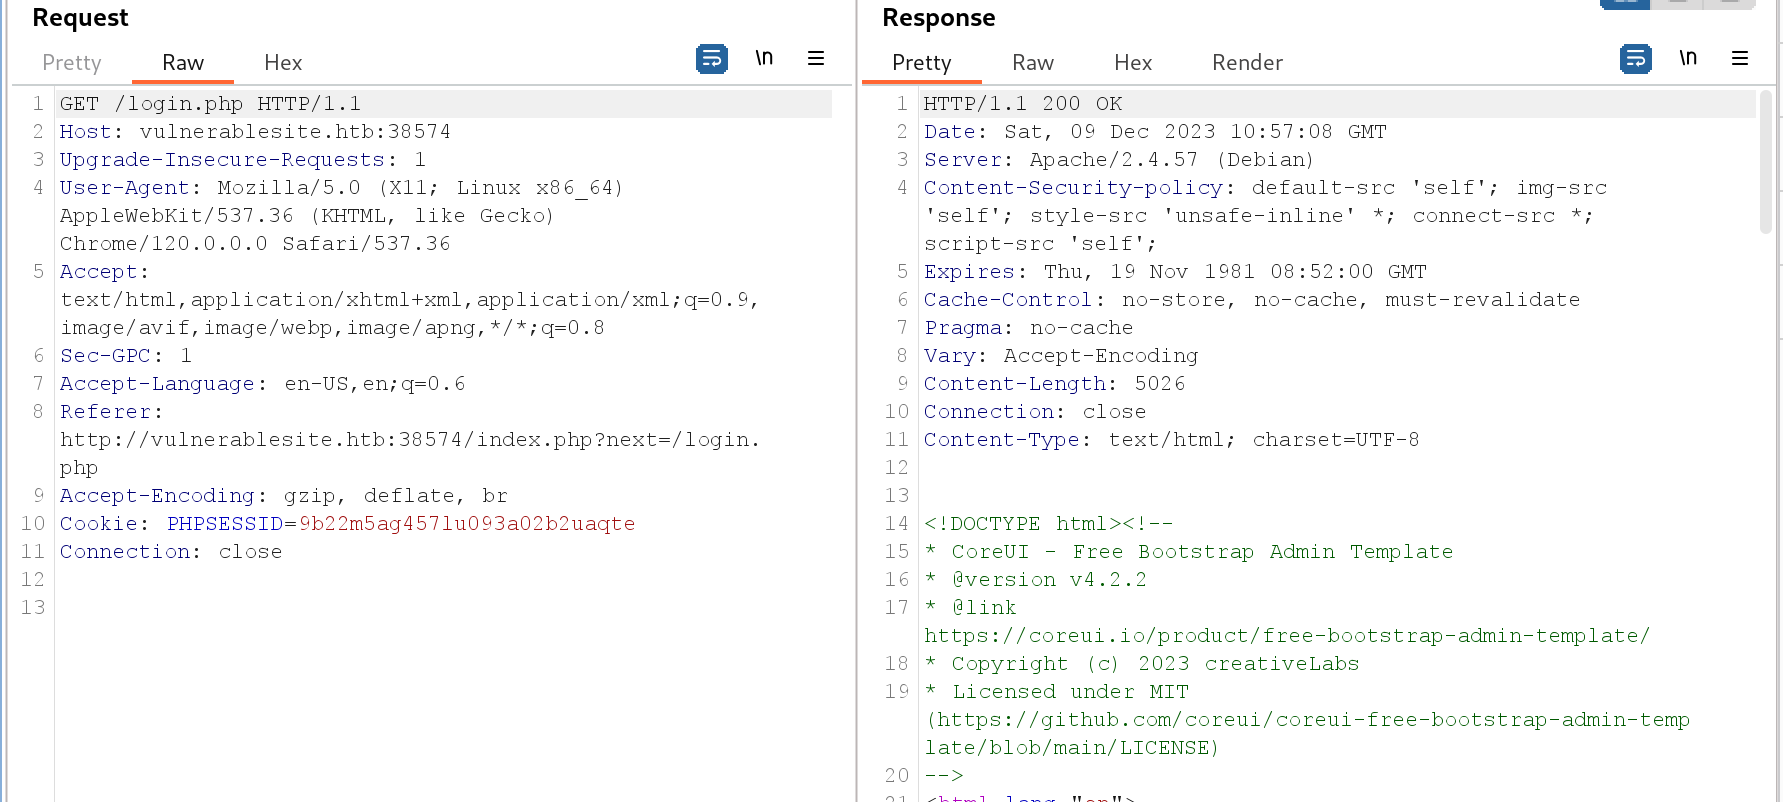 Request
Pretty Raw Hex \n
1 GET /login.php HTTP/1.1
2 Host: vulnerablesite.htb:38574
3 Upgrade-Insecure-Requests: 1
4 User-Agent: Mozilla/5.0 (X11; Linux x86_64)
AppleWebKit/537.36 (KHTML, like Gecko)
Chrome/120.0.0.0 Safari/537.36
5 Accept:
text/html,application/xhtml+xml,application/xml;q=0.9,
image/avif,image/webp,image/apng,*/*;q=0.8
6 Sec-GPC: 1
7 Accept-Language: en-US,en;q=0.6
8 Referer:
http://vulnerablesite.htb:38574/index.php?next=/login.
php
9 Accept-Encoding: gzip, deflate, br
10 Cookie: PHPSESSID=9b22m5ag457lu093a02b2uaqte
11 Connection: close
12
13
Response
Pretty Raw Hex Render \n
1 HTTP/1.1 200 OK
2 Date: Sat, 09 Dec 2023 10:57:08 GMT
3 Server: Apache/2.4.57 (Debian)
4 Content-Security-policy: default-src 'self'; img-src
'self'; style-src 'unsafe-inline' *; connect-src *;
script-src 'self';
5 Expires: Thu, 19 Nov 1981 08:52:00 GMT
6 Cache-Control: no-store, no-cache, must-revalidate
7 Pragma: no-cache
8 Vary: Accept-Encoding
9 Content-Length: 5026
10 Connection: close
11 Content-Type: text/html; charset=UTF-8
12
13
14 <!DOCTYPE html><!--
15 * CoreUI - Free Bootstrap Admin Template
16 * @version v4.2.2
17 * @link
https://coreui.io/product/free-bootstrap-admin-template/
18 * Copyright (c) 2023 creativeLabs
19 * Licensed under MIT
(https://github.com/coreui/coreui-free-bootstrap-admin-temp
late/blob/main/LICENSE)
20 -->
21 <html lang="en">